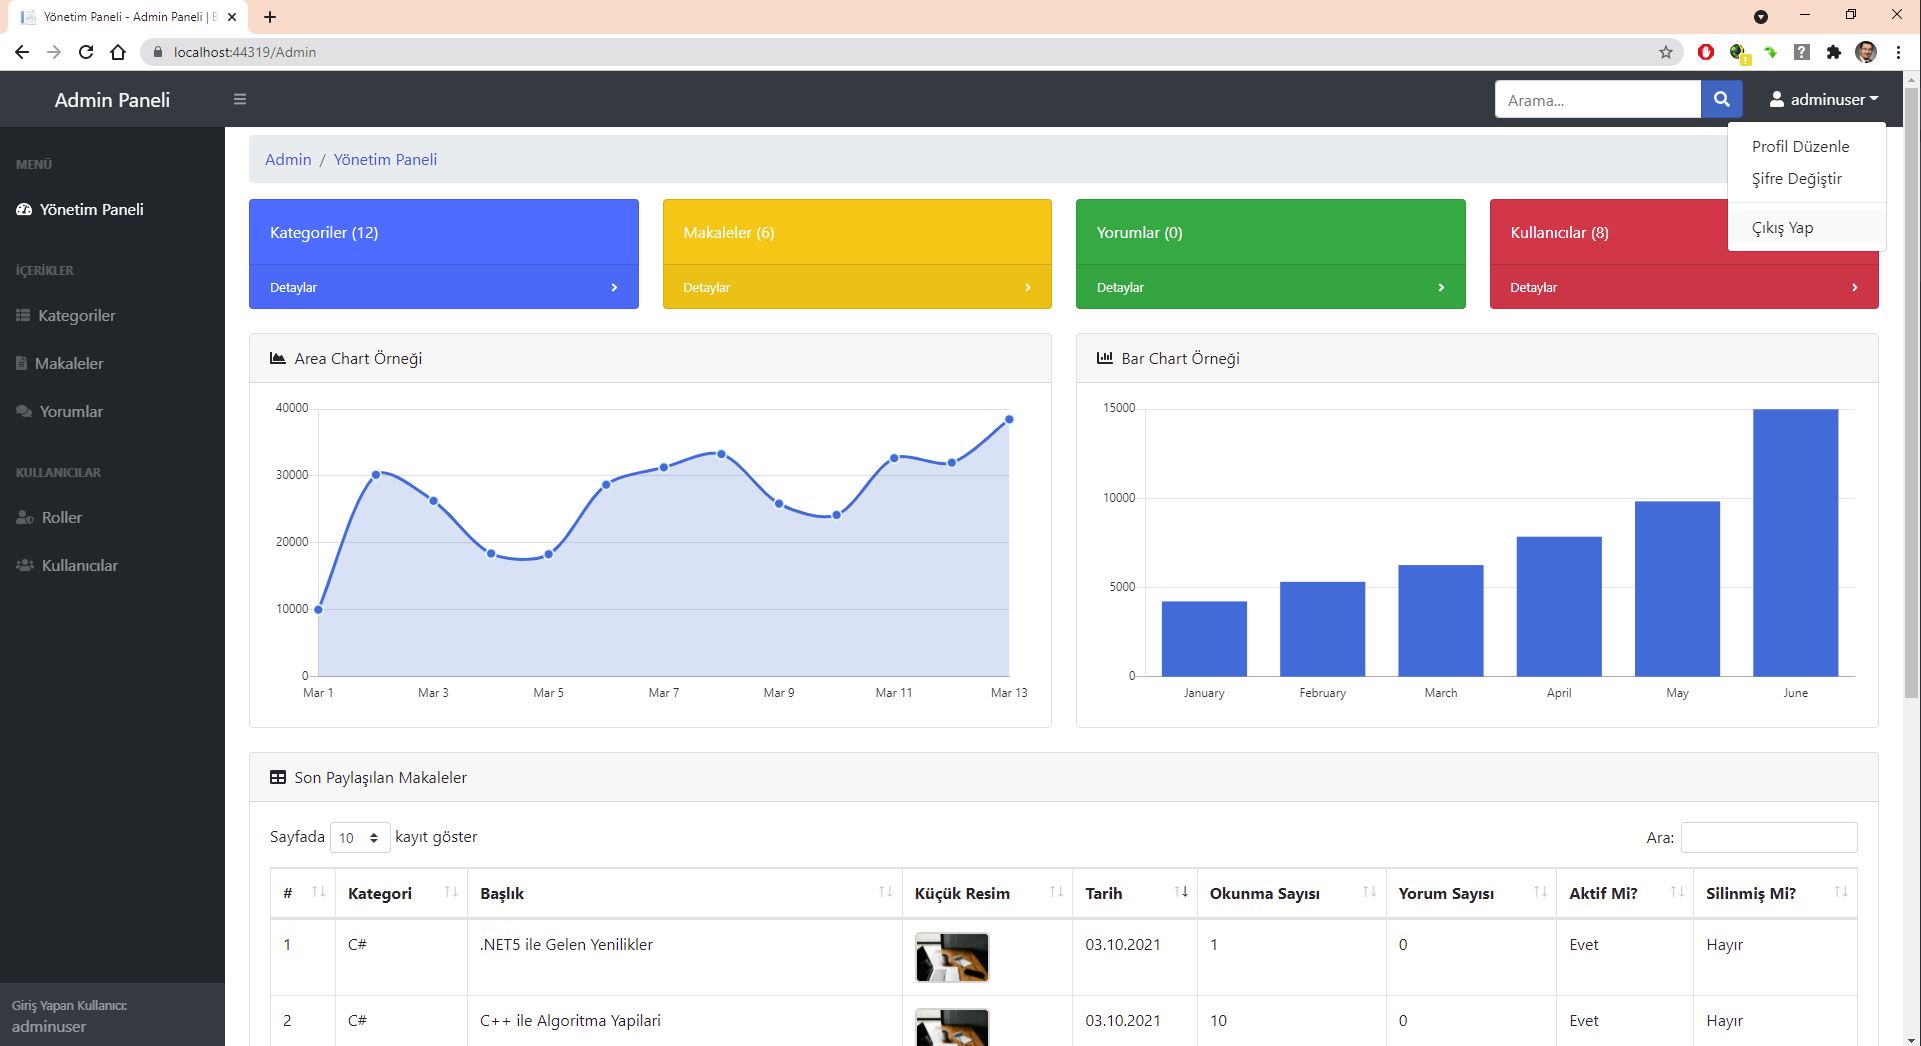 Yönetim Paneli - Admin Paneli | B
localhost:44319/Admin
Admin Paneli
Arama...
adminuser
Profil Düzenle
Şifre Değiştir
Çıkış Yap
MENÜ
Yönetim Paneli
İÇERİKLER
Kategoriler
Makaleler
Yorumlar
KULLANICILAR
Roller
Kullanıcılar
Giriş Yapan Kullanıcı:
adminuser
Admin / Yönetim Paneli
Kategoriler (12)
Detaylar
Makaleler (6)
Detaylar
Yorumlar (0)
Detaylar
Kullanıcılar (8)
Detaylar
Area Chart Örneği
40000
30000
20000
10000
0
Mar 1 Mar 3 Mar 5 Mar 7 Mar 9 Mar 11 Mar 13
Bar Chart Örneği
15000
10000
5000
0
January February March April May June
Son Paylaşılan Makaleler
Sayfada 10 kayıt göster
Ara:
# Kategori Başlık Küçük Resim Tarih Okunma Sayısı Yorum Sayısı Aktif Mi? Silinmiş Mi?
1 C# .NET5 ile Gelen Yenilikler 03.10.2021 1 0 Evet Hayır
2 C# C++ ile Algoritma Yapilari 03.10.2021 10 0 Evet Hayır